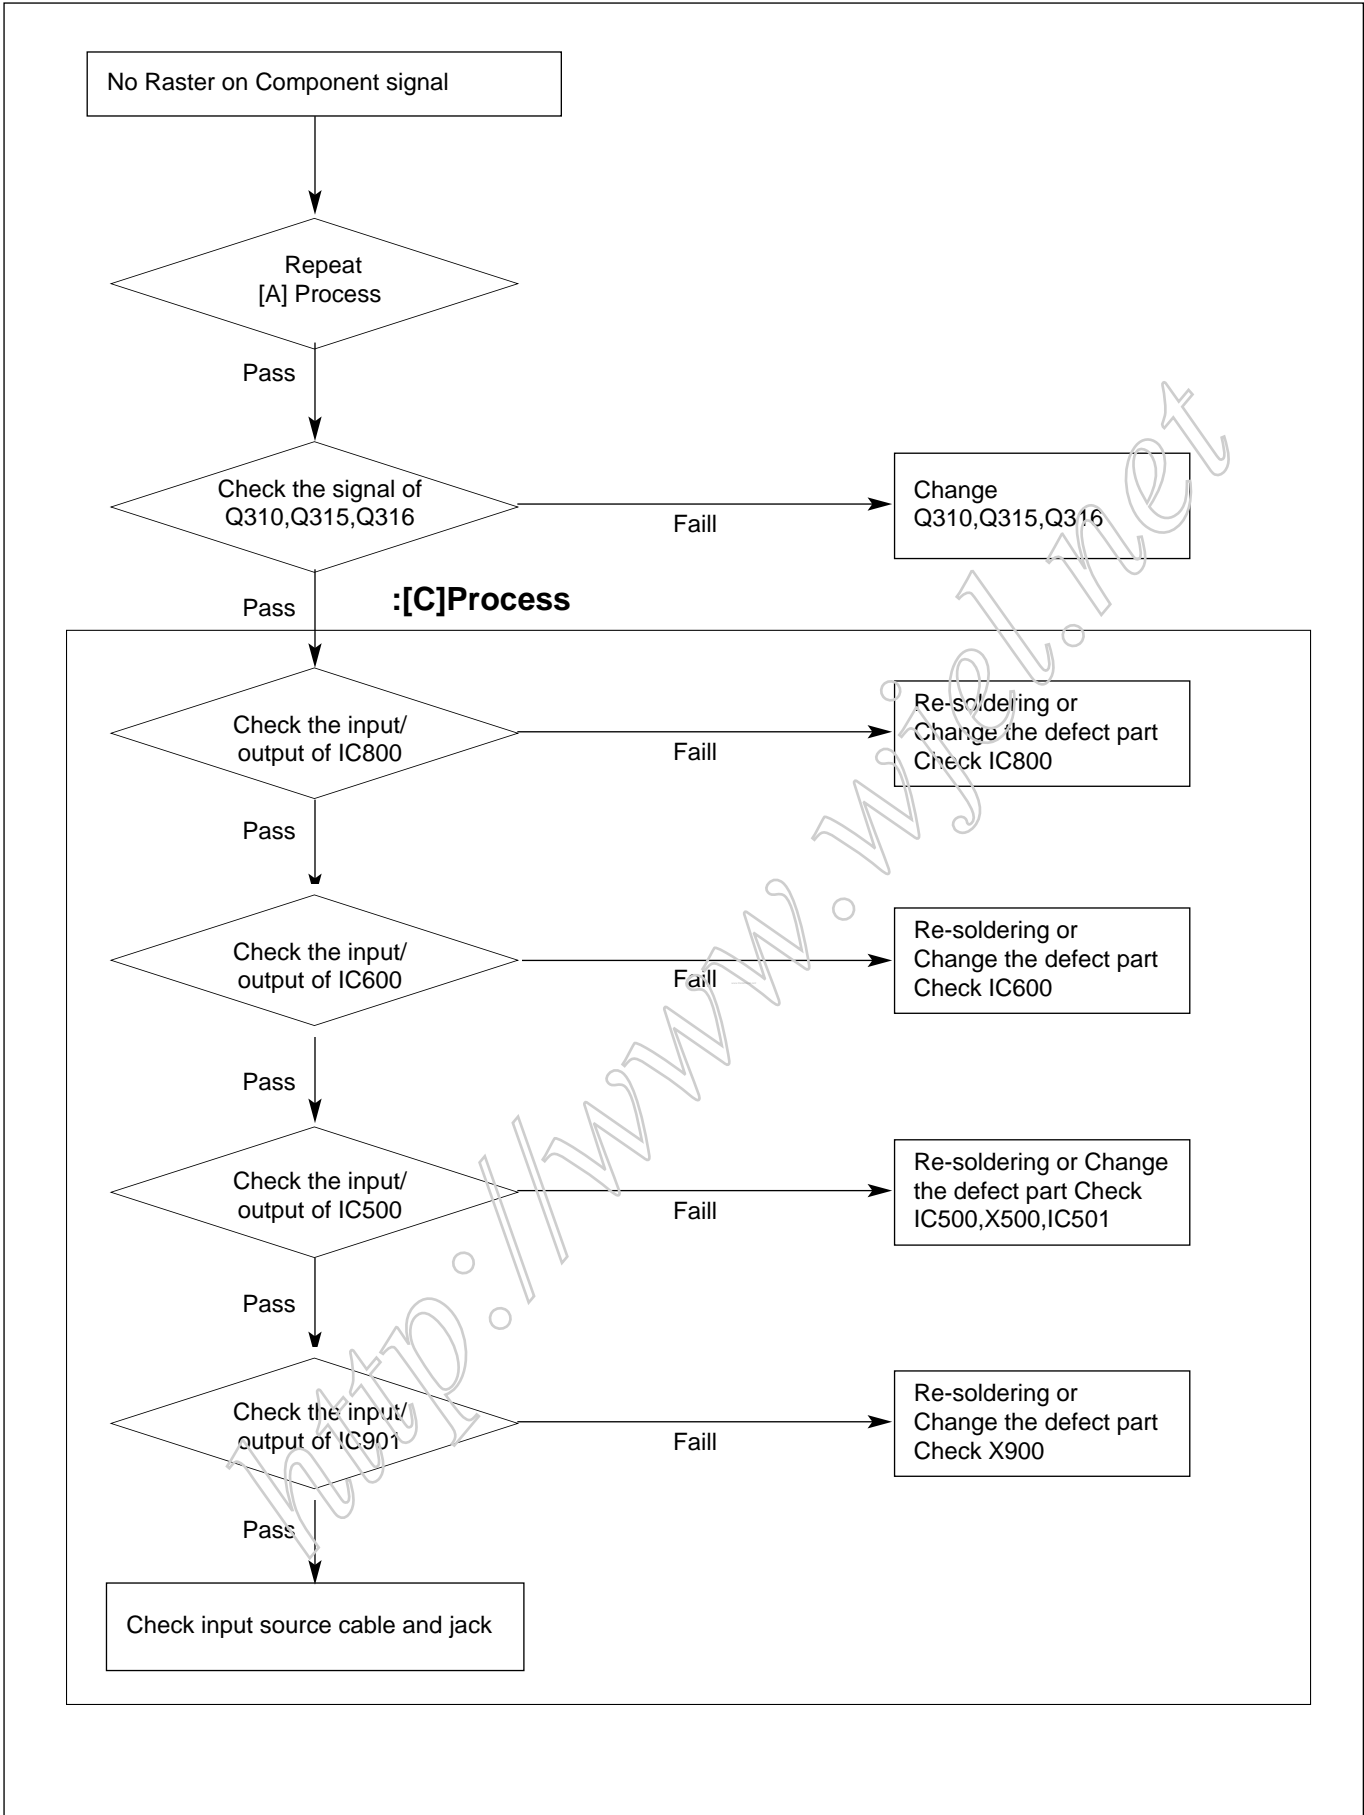 No Raster on Component signal
Repeat
[A] Process
Pass
Check the signal of
Q310,Q315,Q316
Faill
Change
Q310,Q315,Q316
Pass
:[C]Process
Check the input/
output of IC800
Faill
Re-soldering or
Change the defect part
Check IC800
Pass
Check the input/
output of IC600
Faill
Re-soldering or
Change the defect part
Check IC600
Pass
Check the input/
output of IC500
Faill
Re-soldering or Change
the defect part Check
IC500,X500,IC501
Pass
Check the input/
output of IC901
Faill
Re-soldering or
Change the defect part
Check X900
Pass
Check input source cable and jack
http://www.wjel.net